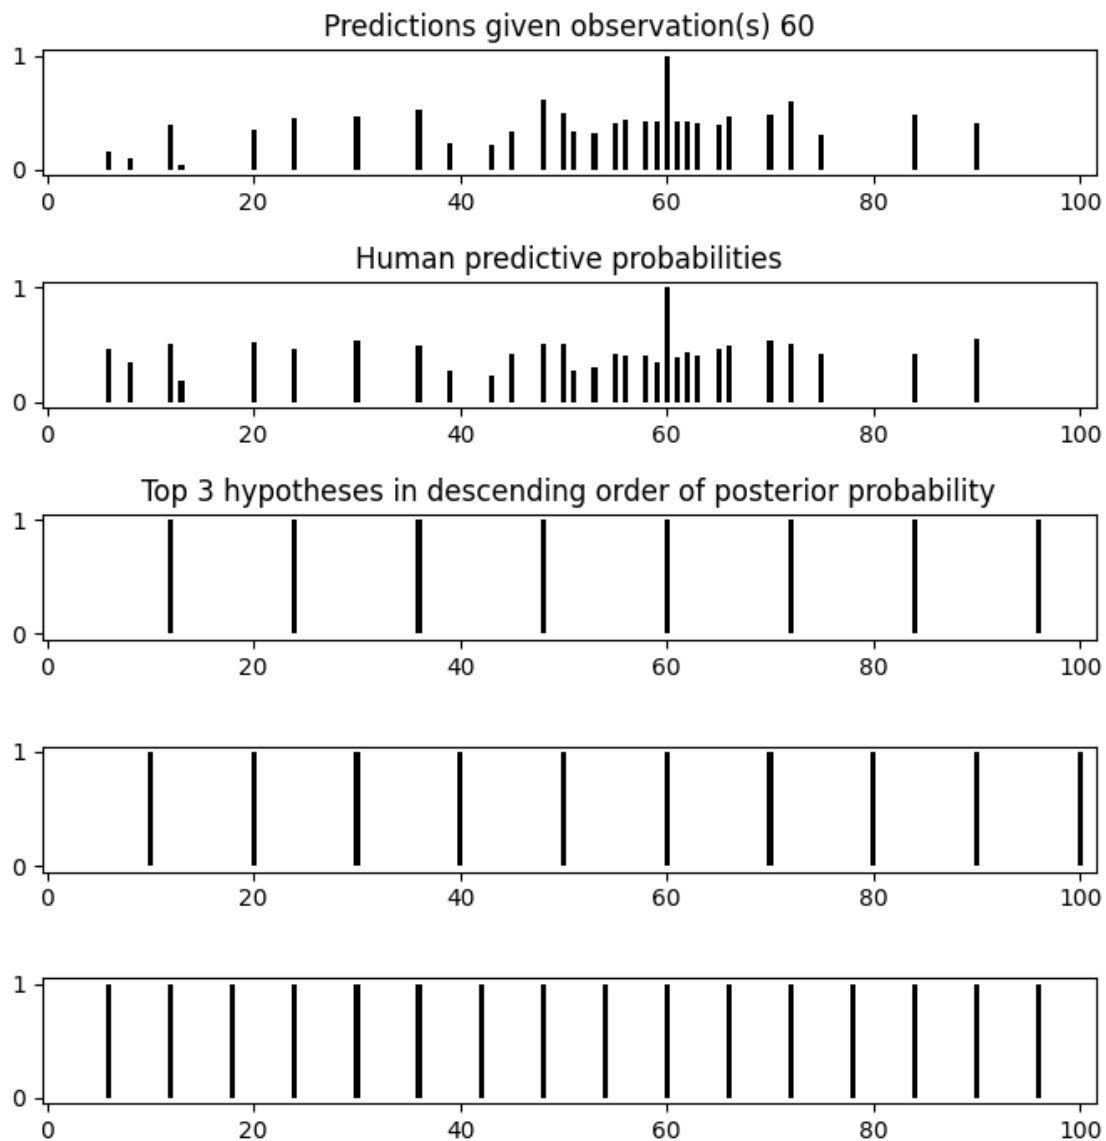 Predictions given observation(s) 60
1
0
0 20 40 60 80 100
Human predictive probabilities
1
0
0 20 40 60 80 100
Top 3 hypotheses in descending order of posterior probability
1
0
0 20 40 60 80 100
1
0
0 20 40 60 80 100
1
0
0 20 40 60 80 100